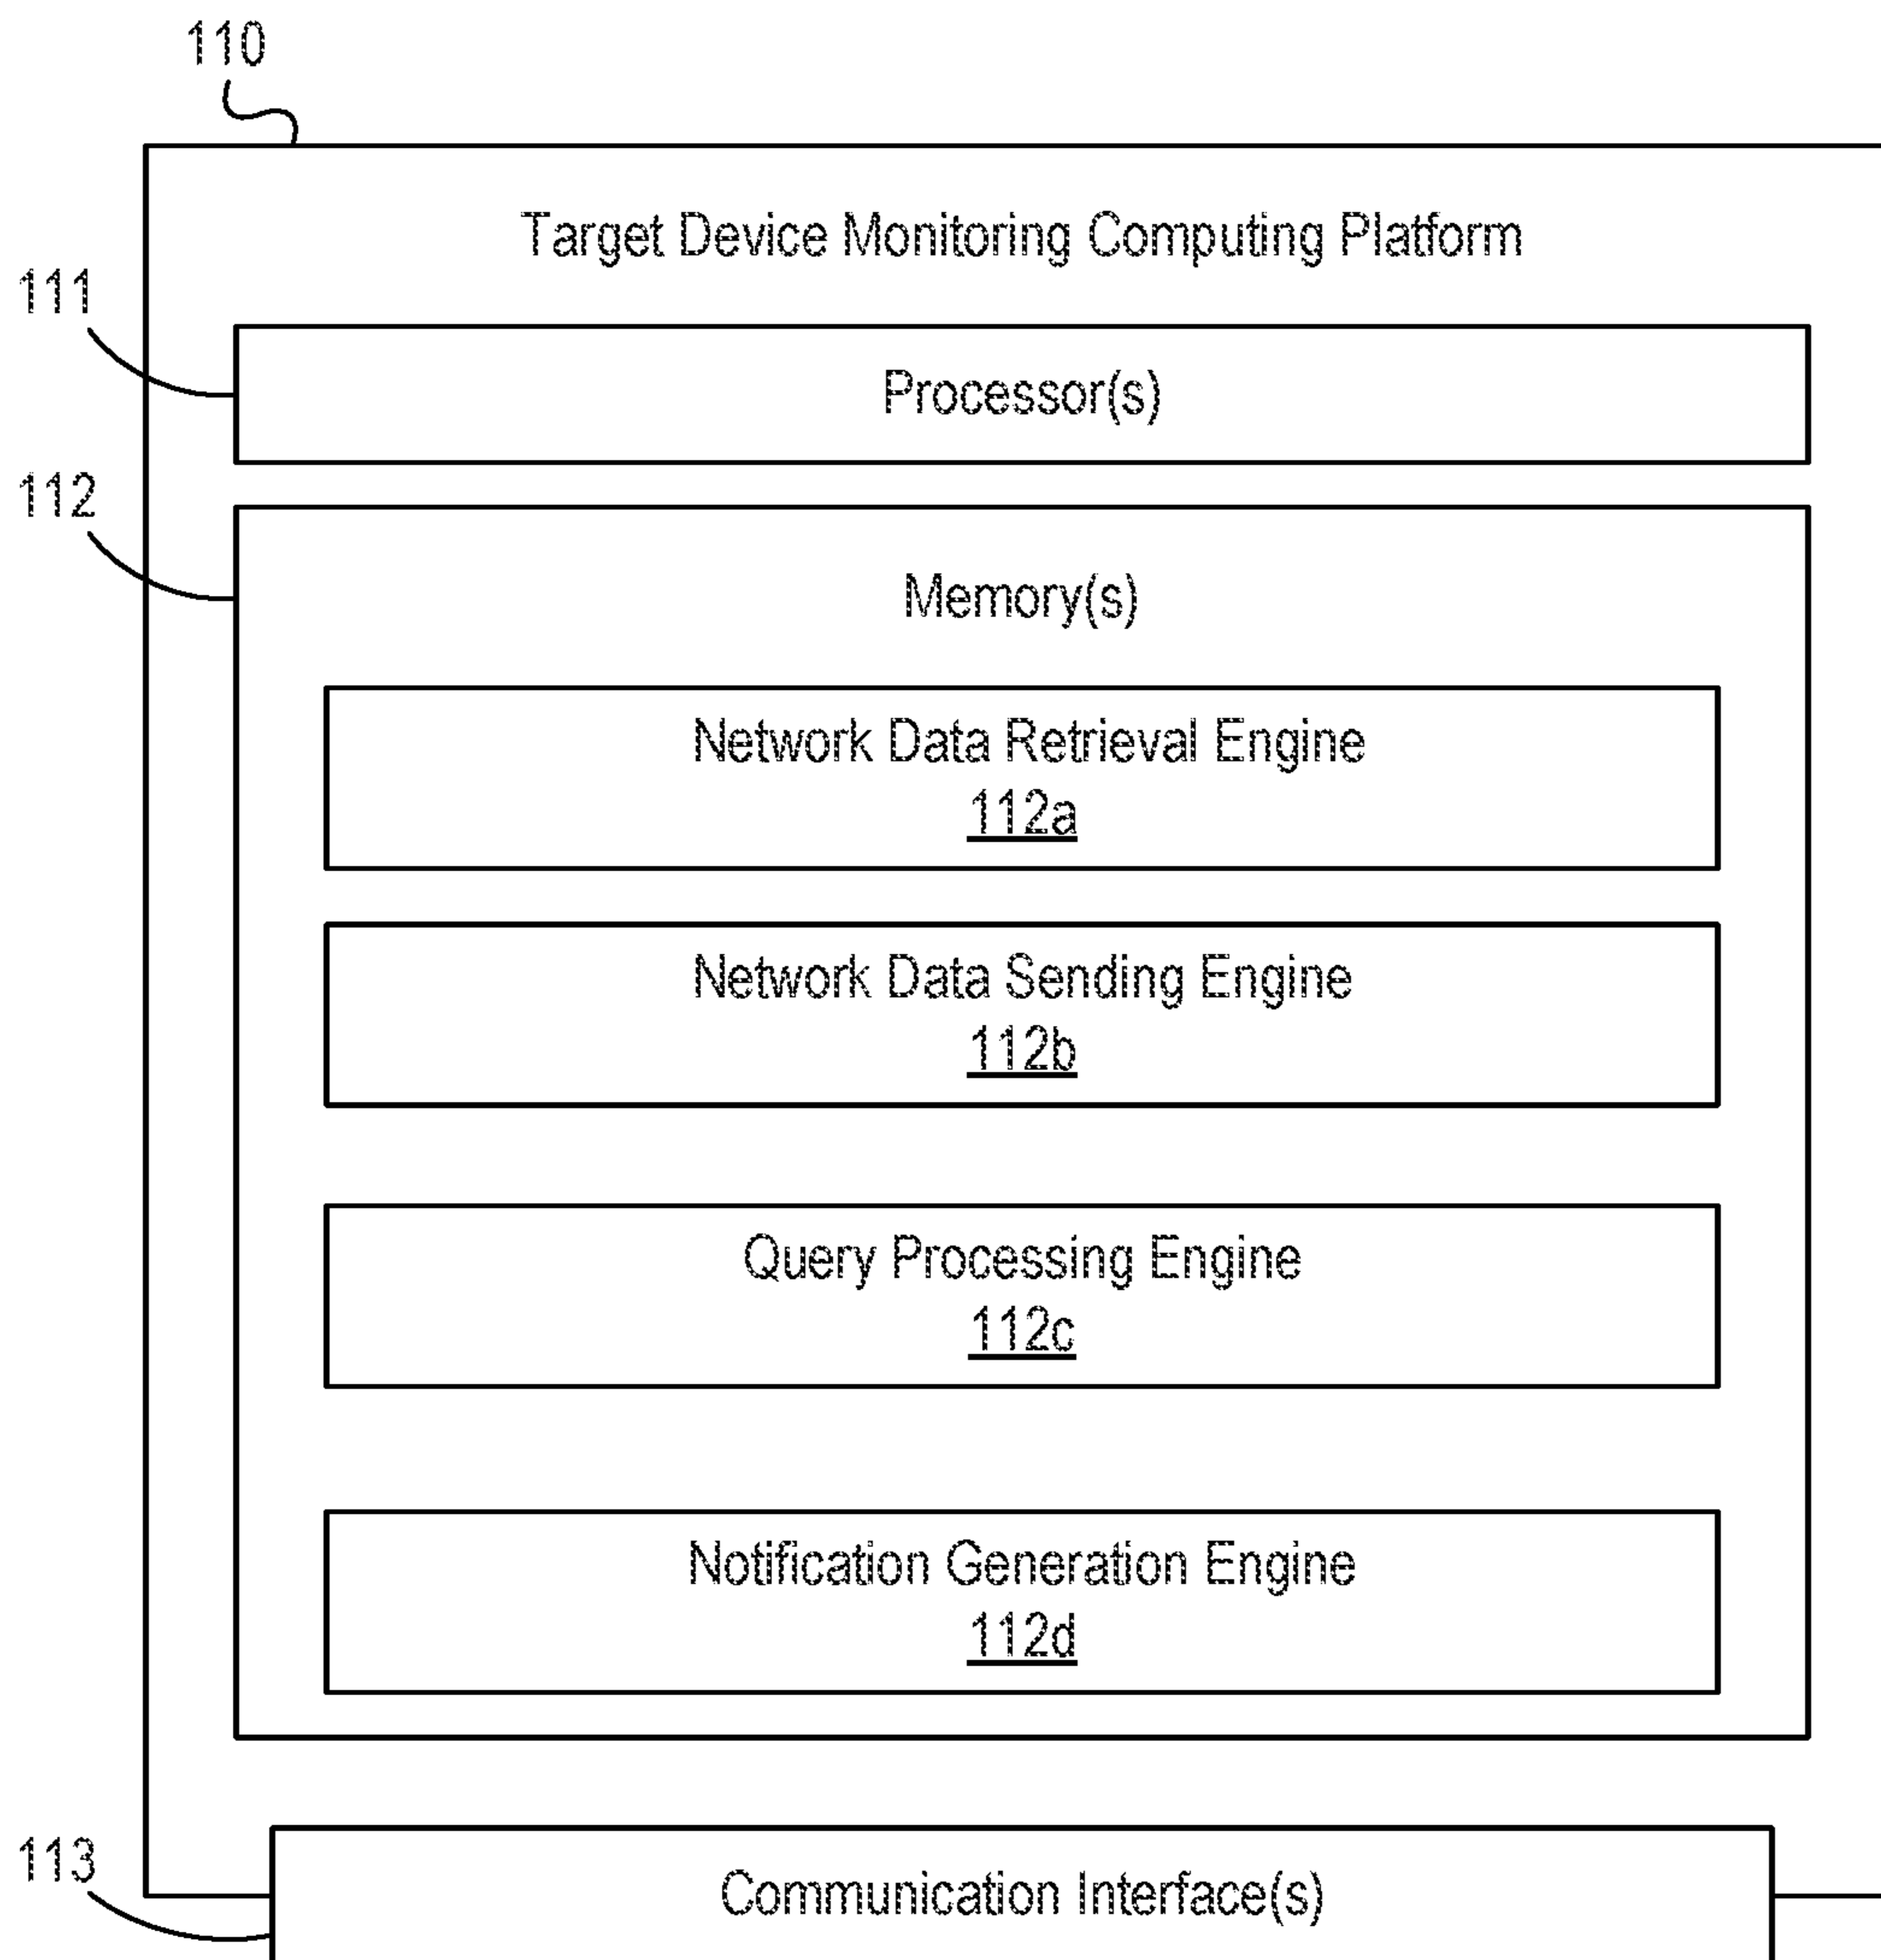 110
Target Device Monitoring Computing Platform
111
Processor(s)
112
Memory(s)
Network Data Retrieval Engine
112a
Network Data Sending Engine
112b
Query Processing Engine
112c
Notification Generation Engine
112d
113
Communication Interface(s)